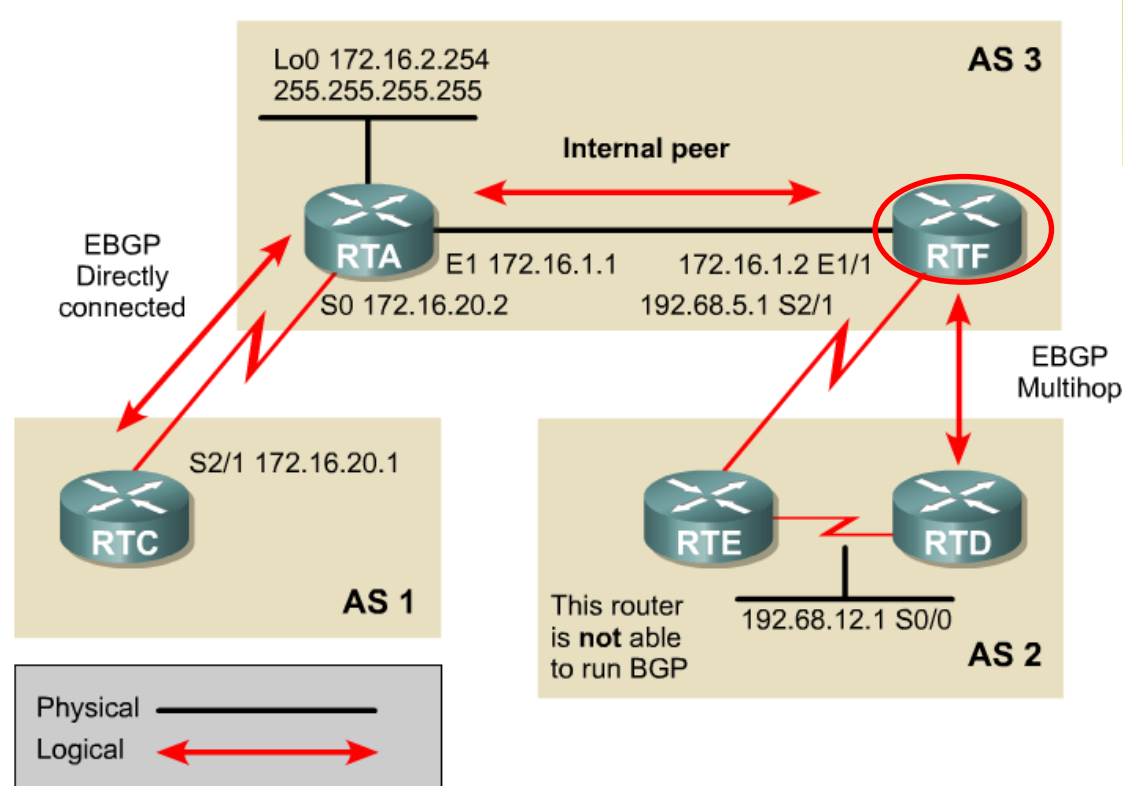 Lo0 172.16.2.254
255.255.255.255
AS 3
Internal peer
RTA
RTF
E1 172.16.1.1
172.16.1.2 E1/1
S0 172.16.20.2
192.68.5.1 S2/1
EBGP
Directly
connected
EBGP
Multihop
S2/1 172.16.20.1
RTC
AS 1
RTE
RTD
This router
is not able
to run BGP
192.68.12.1 S0/0
AS 2
Physical
Logical